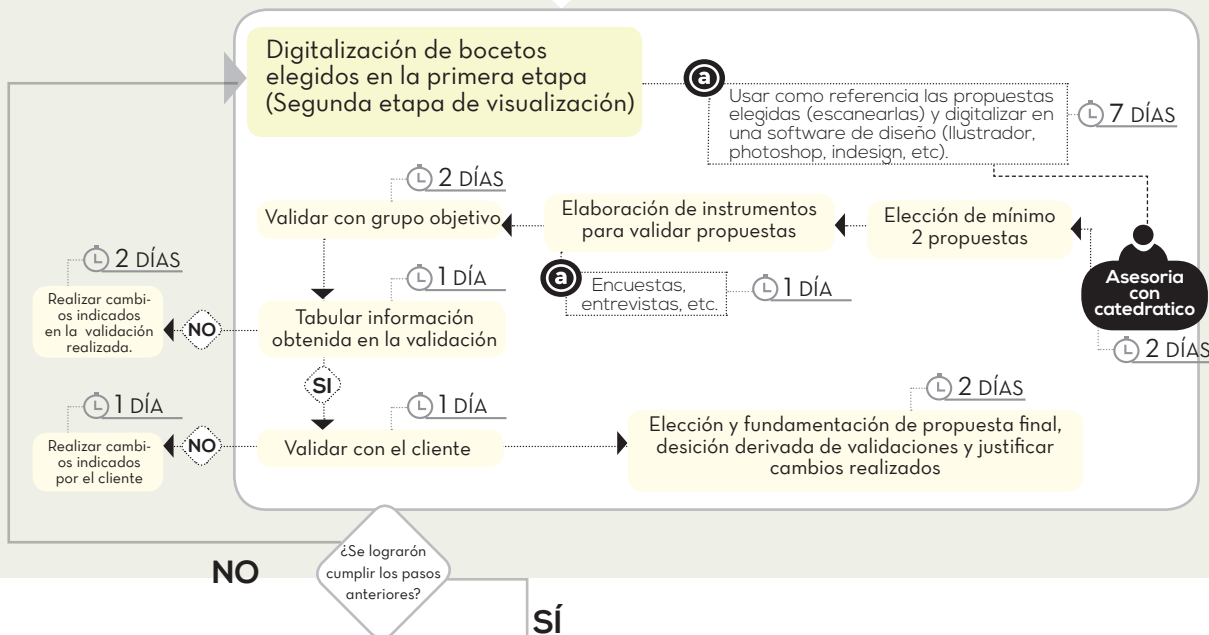 Digitalización de bocetos
elegidos en la primera etapa
(Segunda etapa de visualización)
a
Usar como referencia las propuestas
elegidas (escanearlas) y digitalizar en
una software de diseño (Ilustrador,
photoshop, indesign, etc).
7 DÍAS
Asesoria
con
catedratico
2 DÍAS
Elección de mínimo
2 propuestas
Elaboración de instrumentos
para validar propuestas
a
Encuestas,
entrevistas, etc.
1 DÍA
2 DÍAS
Validar con grupo objetivo
1 DÍA
Tabular información
obtenida en la validación
NO
2 DÍAS
Realizar cambi-
os indicados
en la validación
realizada.
SI
1 DÍA
Validar con el cliente
NO
1 DÍA
Realizar cambi-
os indicados
por el cliente
2 DÍAS
Elección y fundamentación de propuesta final,
desición derivada de validaciones y justificar
cambios realizados
¿Se lograrón
cumplir los pasos
anteriores?
NO
SÍ